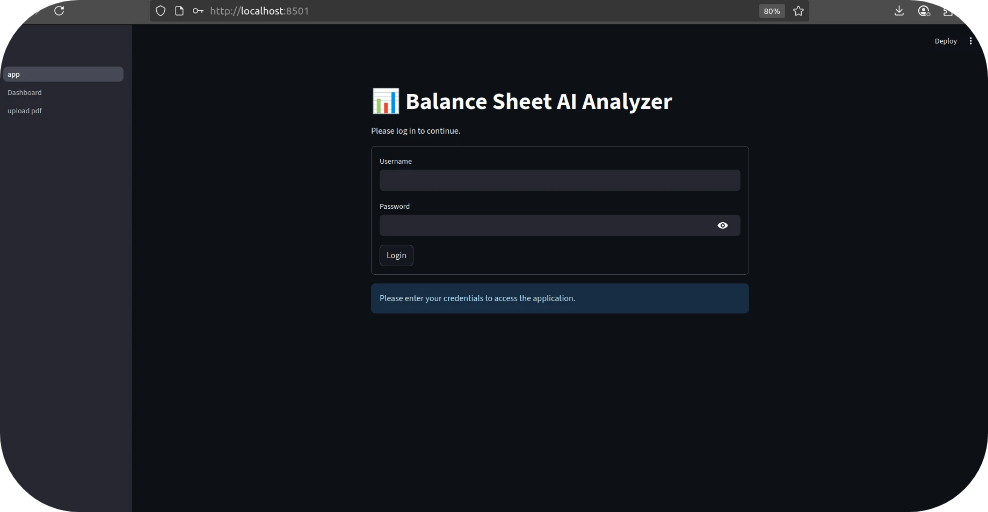 http://localhost:8501
80%
Deploy
app
Dashboard
upload pdf
Balance Sheet AI Analyzer
Please log in to continue.
Username
Password
Login
Please enter your credentials to access the application.